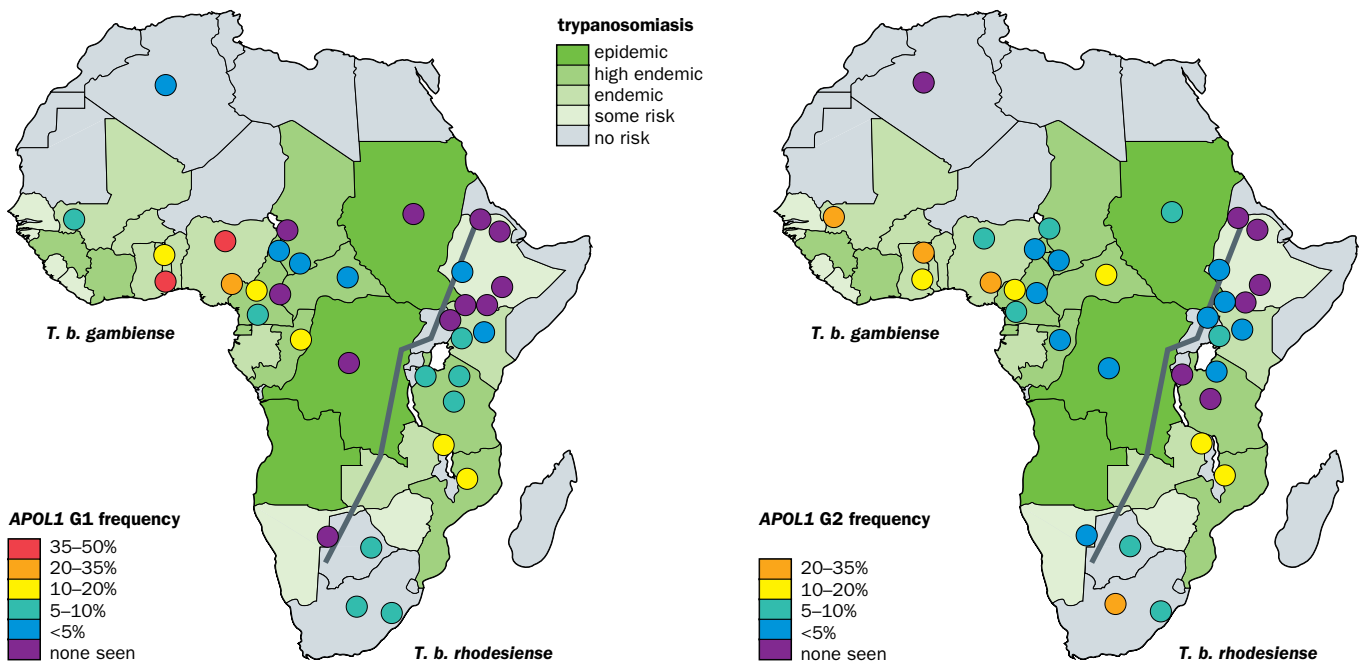 trypanosomiasis
epidemic
high endemic
endemic
some risk
no risk
T. b. gambiense
APOL1 G1 frequency
35–50%
20–35%
10–20%
5–10%
<5%
none seen
T. b. rhodesiense
T. b. gambiense
APOL1 G2 frequency
20–35%
10–20%
5–10%
<5%
none seen
T. b. rhodesiense